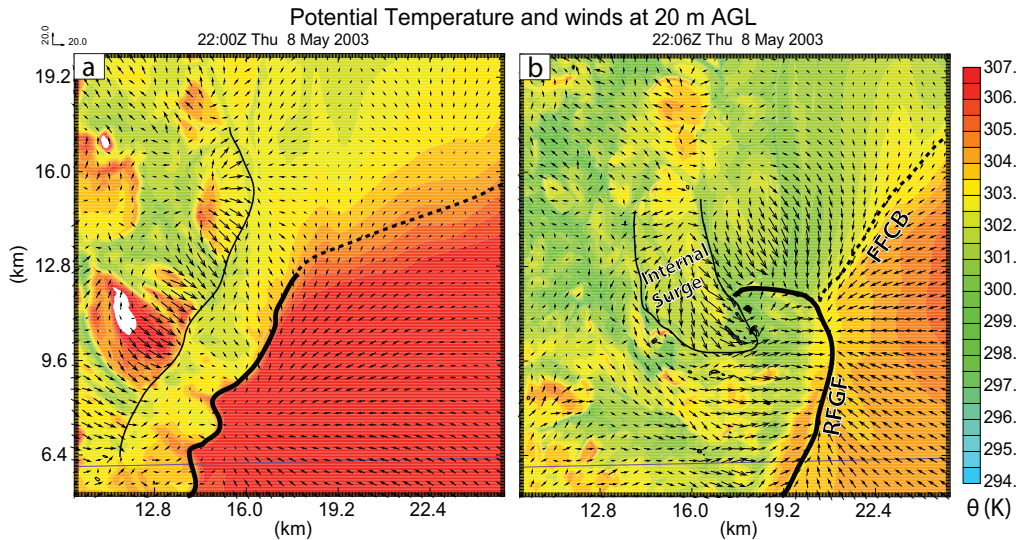 Potential Temperature and winds at 20 m AGL
22:00Z Thu 8 May 2003
22:06Z Thu 8 May 2003
20.0
20.0
a
b
19.2
16.0
12.8
9.6
6.4
(km)
12.8 16.0 19.2 22.4
(km)
Internal
Surge
FFCB
RFGF
12.8 16.0 19.2 22.4
(km)
307.
306.
305.
304.
303.
302.
301.
300.
299.
298.
297.
296.
295.
294.
θ (K)